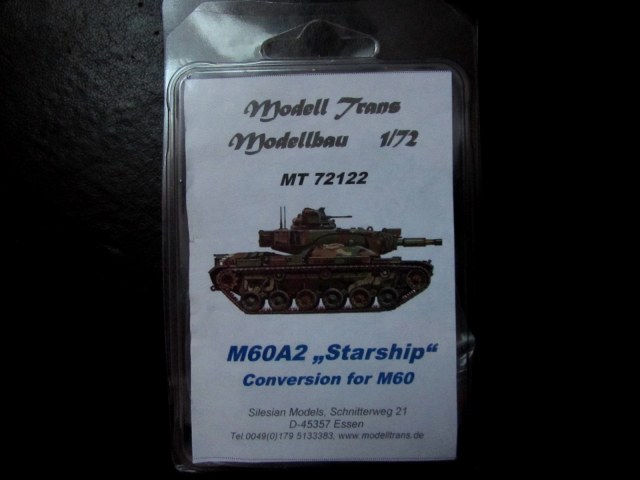 Modell Trans
Modellbau 1/72
MT 72122
M60A2 „Starship“
Conversion for M60
Silesian Models, Schnitterweg 21
D-45357 Essen
Tel 0049(0)179 5133383, www.modelltrans.de